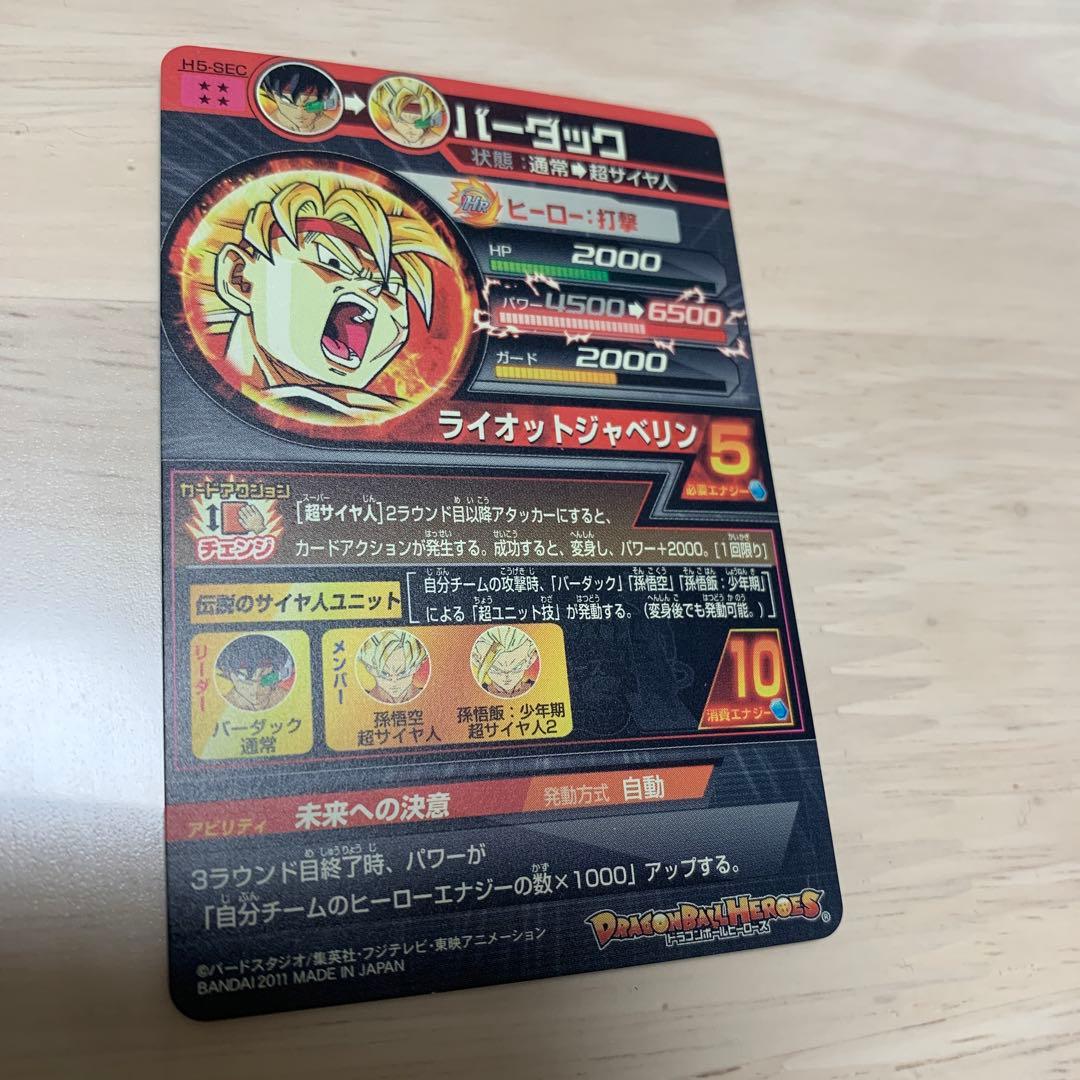 H5-SEC
バーダック
状態:通常➡超サイヤ人
HR ヒーロー:打撃
HP 2000
パワー 4500➡6500
ガード 2000
ライオットジャベリン 5
必要エナジー
カードアクション
チェンジ
[超サイヤ人]2ラウンド目以降アタッカーにすると、
カードアクションが発生する。成功すると、変身し、パワー+2000。[1回限り]
伝説のサイヤ人ユニット
自分チームの攻撃時、「バーダック」「孫悟空」「孫悟飯:少年期」
による「超ユニット技」が発動する。(変身後でも発動可能。)
リーダー
バーダック
通常
メンバー
孫悟空
超サイヤ人
孫悟飯:少年期
超サイヤ人2
10
消費エナジー
アビリティ 未来への決意 発動方式 自動
3ラウンド目終了時、パワーが
「自分チームのヒーローエナジーの数×1000」アップする。
DRAGONBALL HEROES®
ドラゴンボールヒーローズ
©バードスタジオ/集英社・フジテレビ・東映アニメーション
BANDAI 2011 MADE IN JAPAN